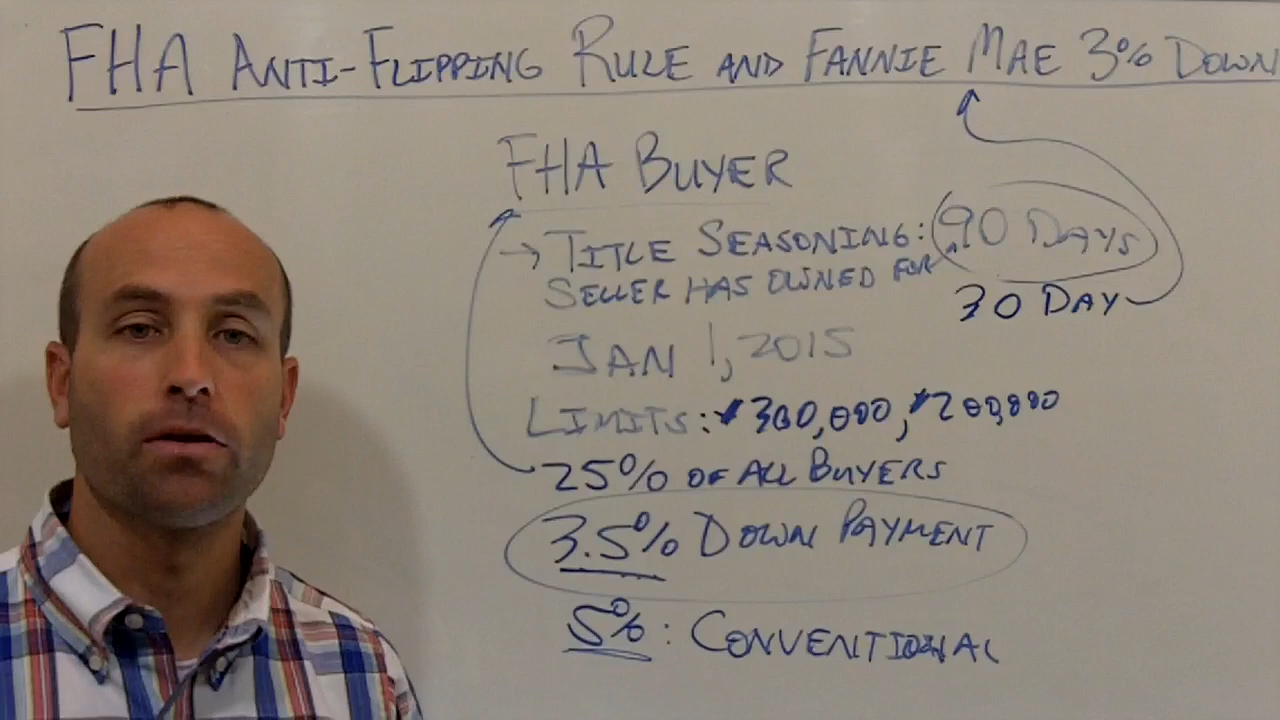 FHA ANTI-FLIPPING RULE AND FANNIE MAE 3% DOWN
FHA BUYER
→ TITLE SEASONING: 90 DAYS
SELLER HAS OWNED FOR
30 DAY
JAN 1, 2015
LIMITS: $300,000, $200,000
25% OF ALL BUYERS
3.5% DOWN PAYMENT
5%: CONVENTIONAL